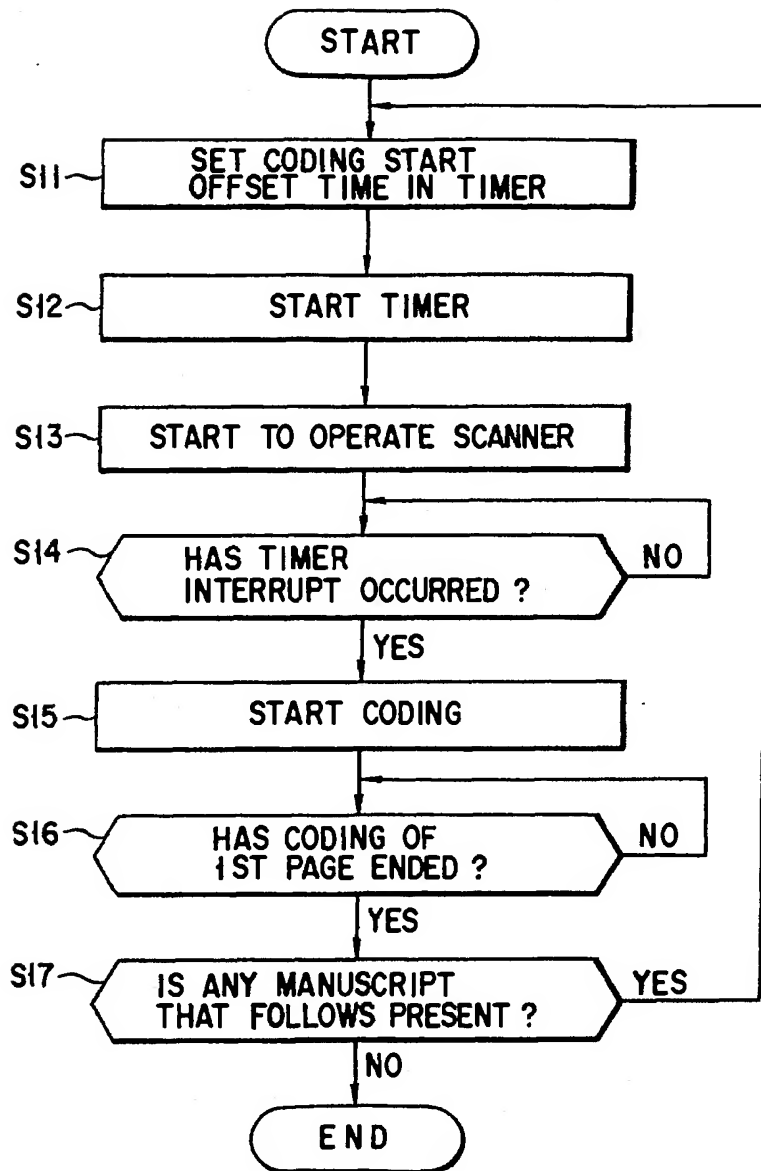 START
S11
SET CODING START
OFFSET TIME IN TIMER
S12
START TIMER
S13
START TO OPERATE SCANNER
S14
HAS TIMER
INTERRUPT OCCURRED ?
NO
YES
S15
START CODING
S16
HAS CODING OF
1ST PAGE ENDED ?
NO
YES
S17
IS ANY MANUSCRIPT
THAT FOLLOWS PRESENT ?
YES
NO
END